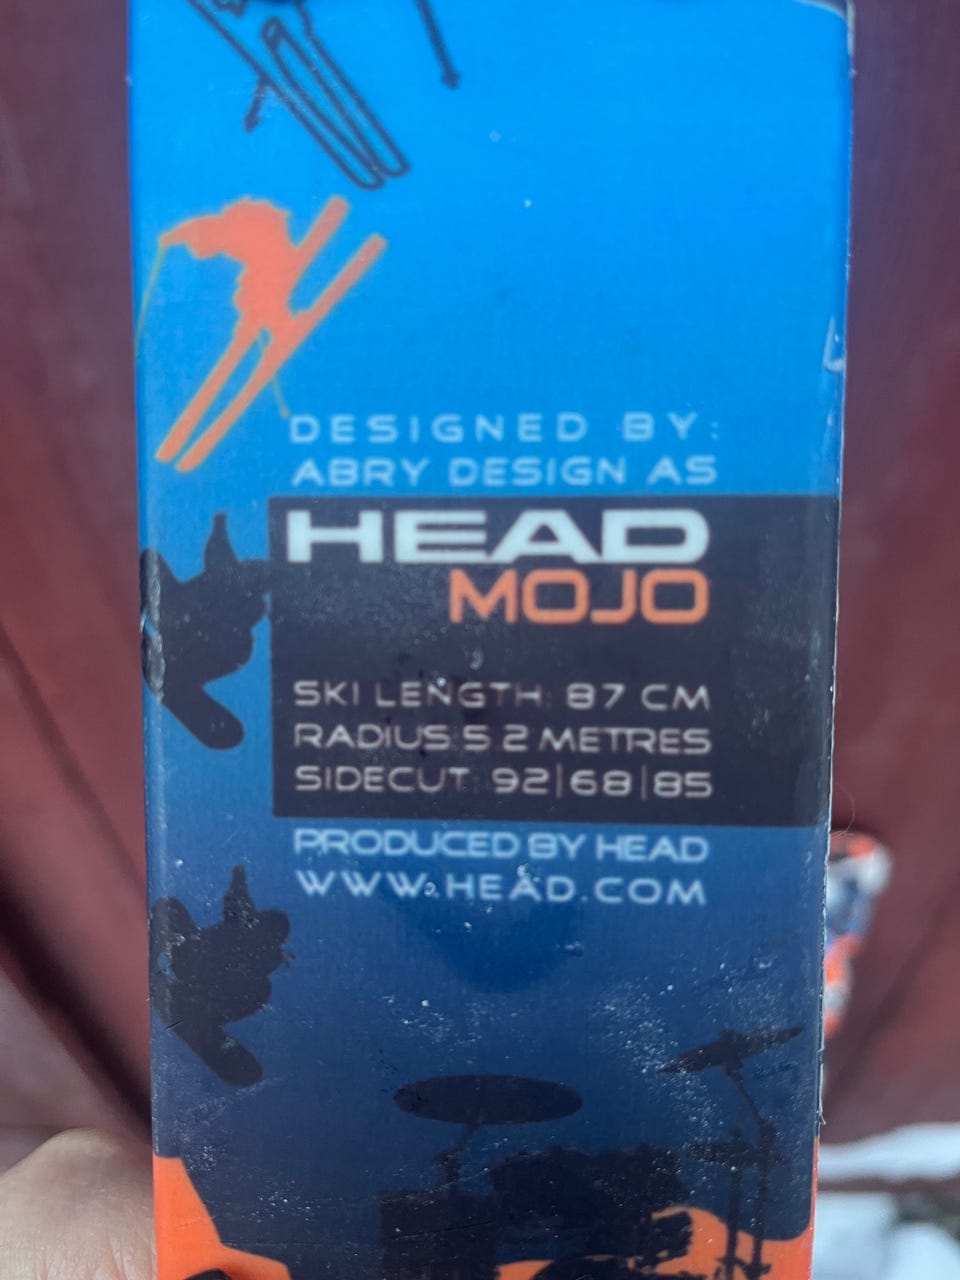 DESIGNED BY:
ABRY DESIGN AS
HEAD
MOJO
SKI LENGTH: 87 CM
RADIUS 5.2 METRES
SIDECUT: 92|68|85
PRODUCED BY HEAD
WWW.HEAD.COM